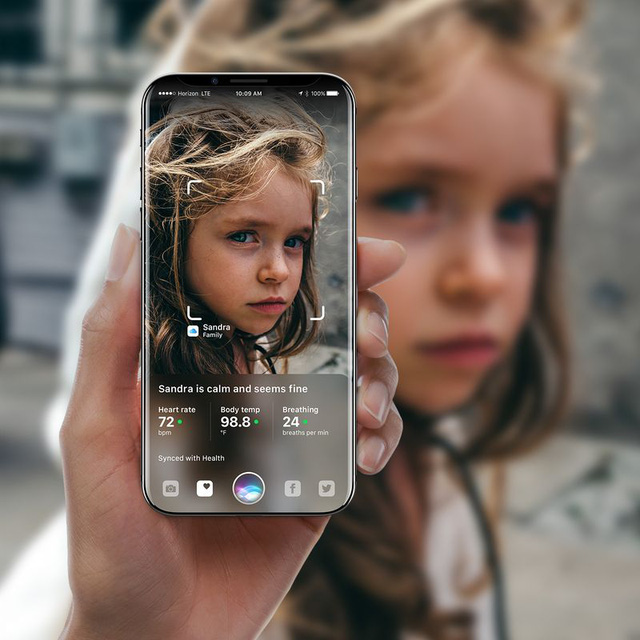 Horizon LTE 10:09 AM 100%
Sandra
Family
Sandra is calm and seems fine
Heart rate Body temp Breathing
72 98.8 24
bpm °F breaths per min
Synced with Health